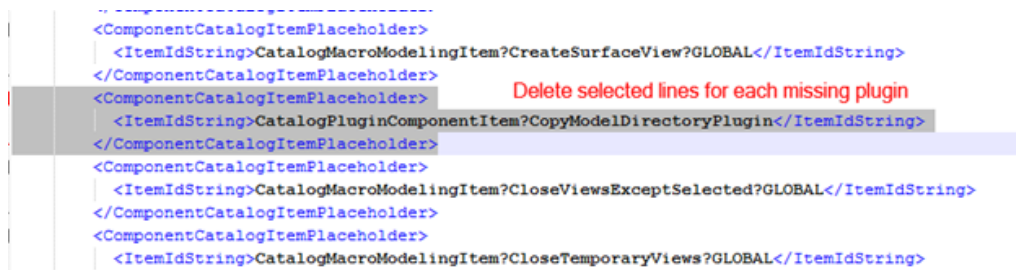 </ComponentCatalogItemPlaceholder>
<ComponentCatalogItemPlaceholder>
<ItemIdString>CatalogMacroModelingItem?CreateSurfaceView?GLOBAL</ItemIdString>
</ComponentCatalogItemPlaceholder>
<ComponentCatalogItemPlaceholder>
Delete selected lines for each missing plugin
<ItemIdString>CatalogPluginComponentItem?CopyModelDirectoryPlugin</ItemIdString>
</ComponentCatalogItemPlaceholder>
<ComponentCatalogItemPlaceholder>
<ItemIdString>CatalogMacroModelingItem?CloseViewsExceptSelected?GLOBAL</ItemIdString>
</ComponentCatalogItemPlaceholder>
<ComponentCatalogItemPlaceholder>
<ItemIdString>CatalogMacroModelingItem?CloseTemporaryViews?GLOBAL</ItemIdString>